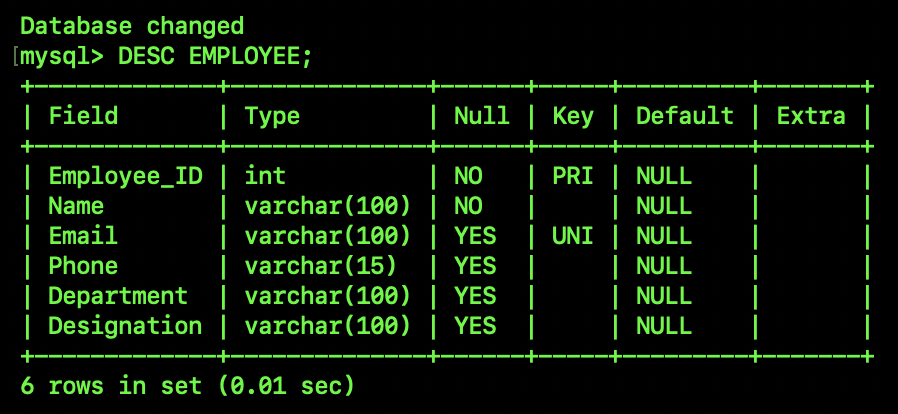 Database changed
[mysql> DESC EMPLOYEE;
+-------------+--------------+------+-----+---------+-------+
| Field       | Type         | Null | Key | Default | Extra |
+-------------+--------------+------+-----+---------+-------+
| Employee_ID | int          | NO   | PRI | NULL    |       |
| Name        | varchar(100) | NO   |     | NULL    |       |
| Email       | varchar(100) | YES  | UNI | NULL    |       |
| Phone       | varchar(15)  | YES  |     | NULL    |       |
| Department  | varchar(100) | YES  |     | NULL    |       |
| Designation | varchar(100) | YES  |     | NULL    |       |
+-------------+--------------+------+-----+---------+-------+
6 rows in set (0.01 sec)